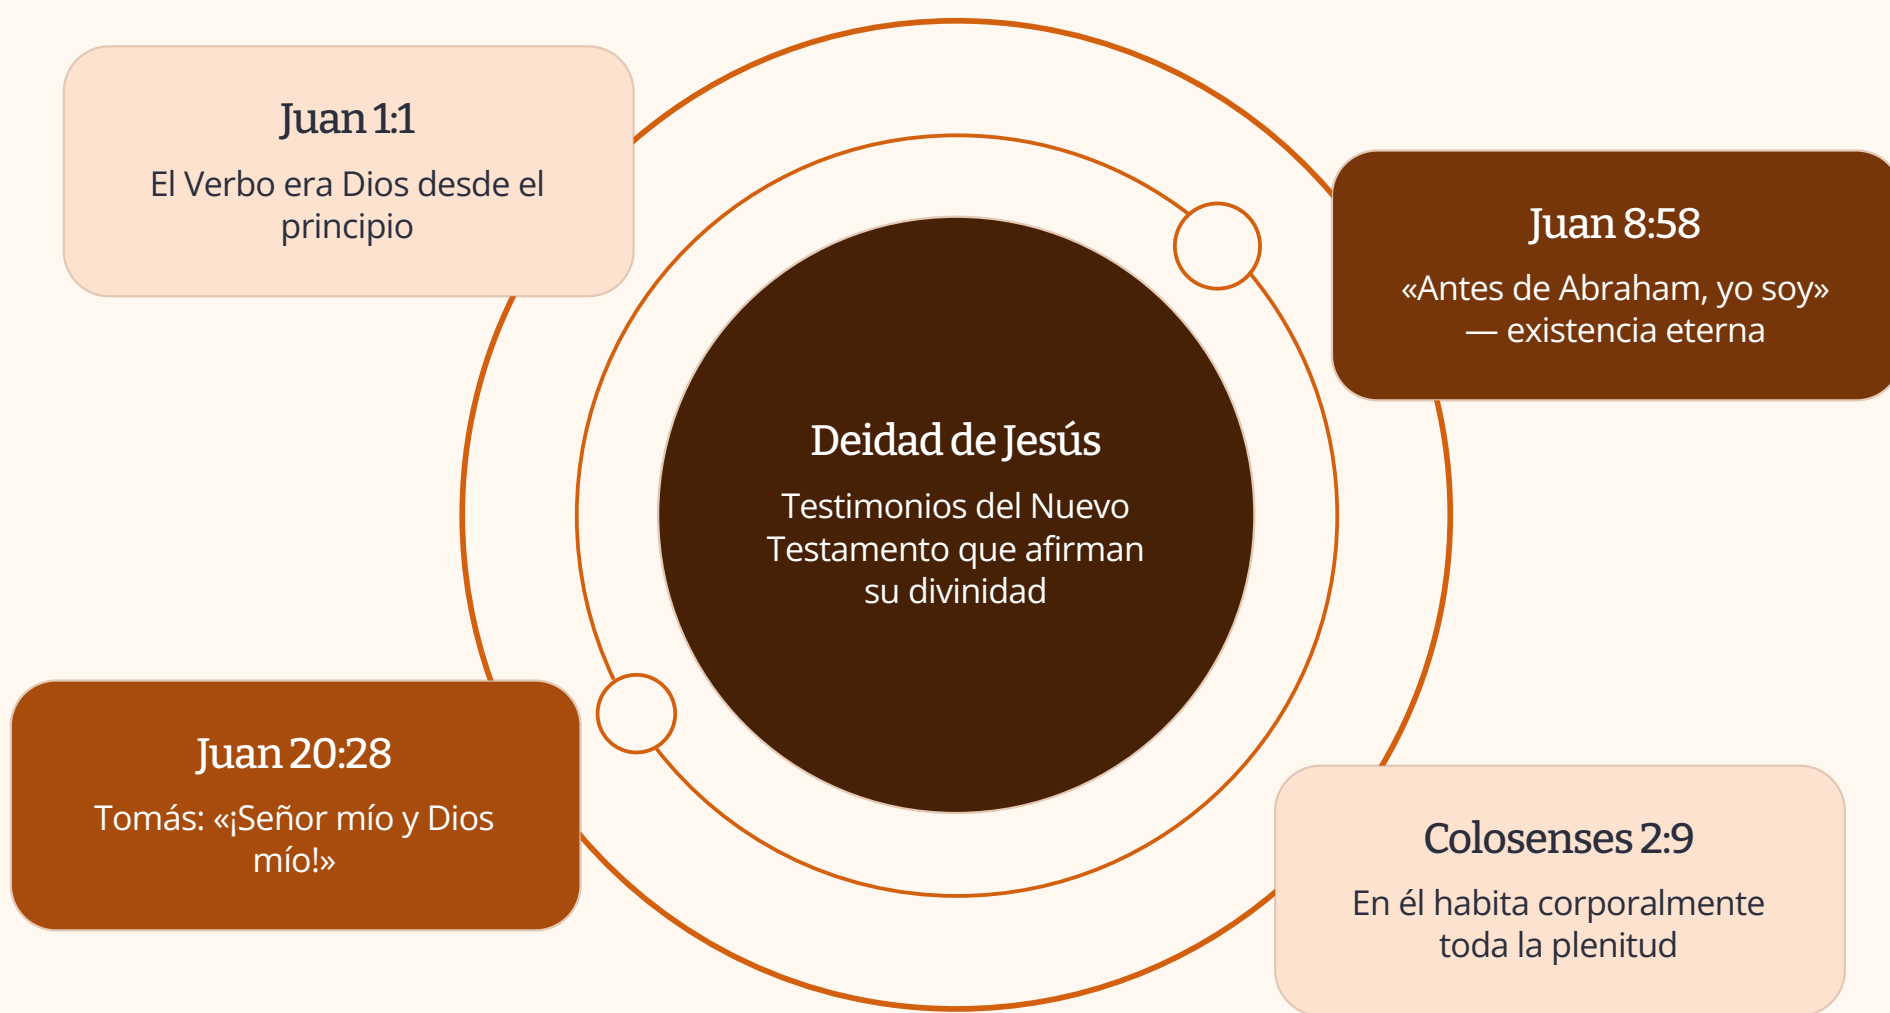 Juan 1:1
El Verbo era Dios desde el
principio
Juan 8:58
«Antes de Abraham, yo soy»
— existencia eterna
Deidad de Jesús
Testimonios del Nuevo
Testamento que afirman
su divinidad
Juan 20:28
Tomás: «¡Señor mío y Dios
mío!»
Colosenses 2:9
En él habita corporalmente
toda la plenitud